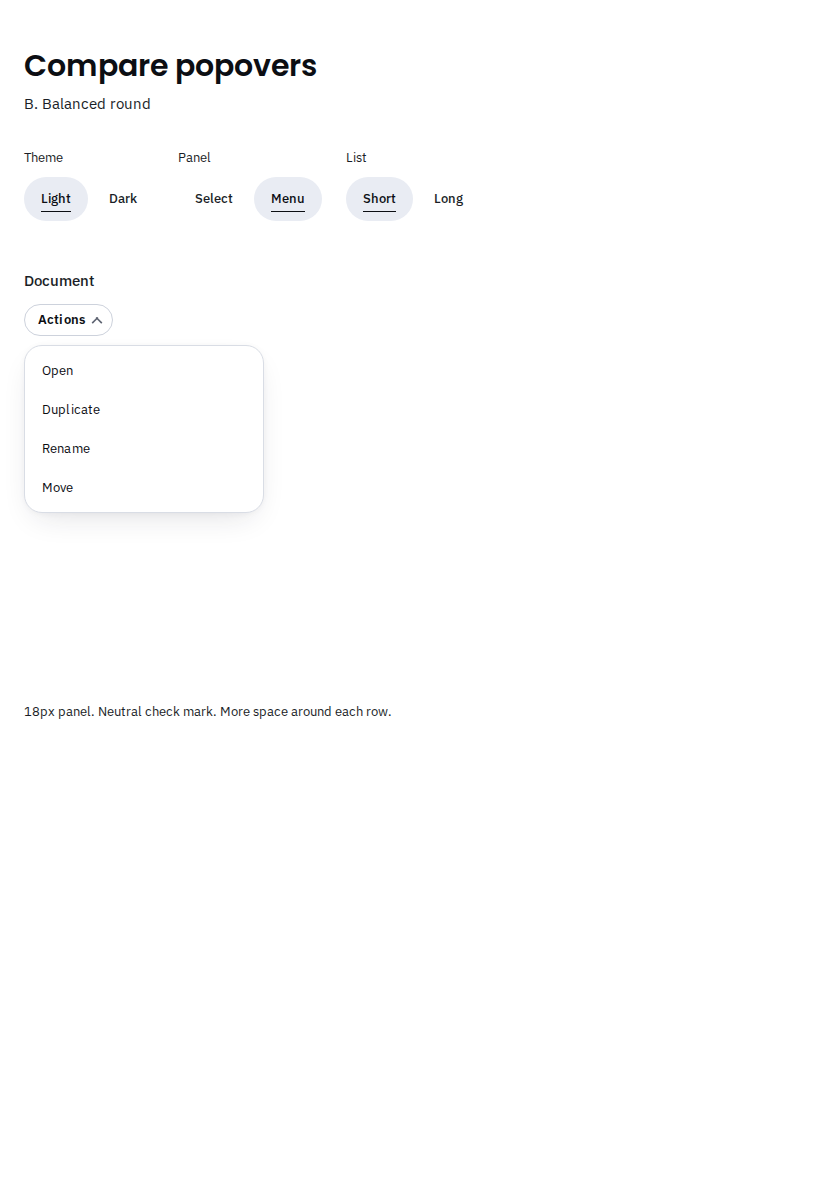 Compare popovers
B. Balanced round
Theme Panel List
Light Dark Select Menu Short Long
Document
Actions
Open
Duplicate
Rename
Move
18px panel. Neutral check mark. More space around each row.